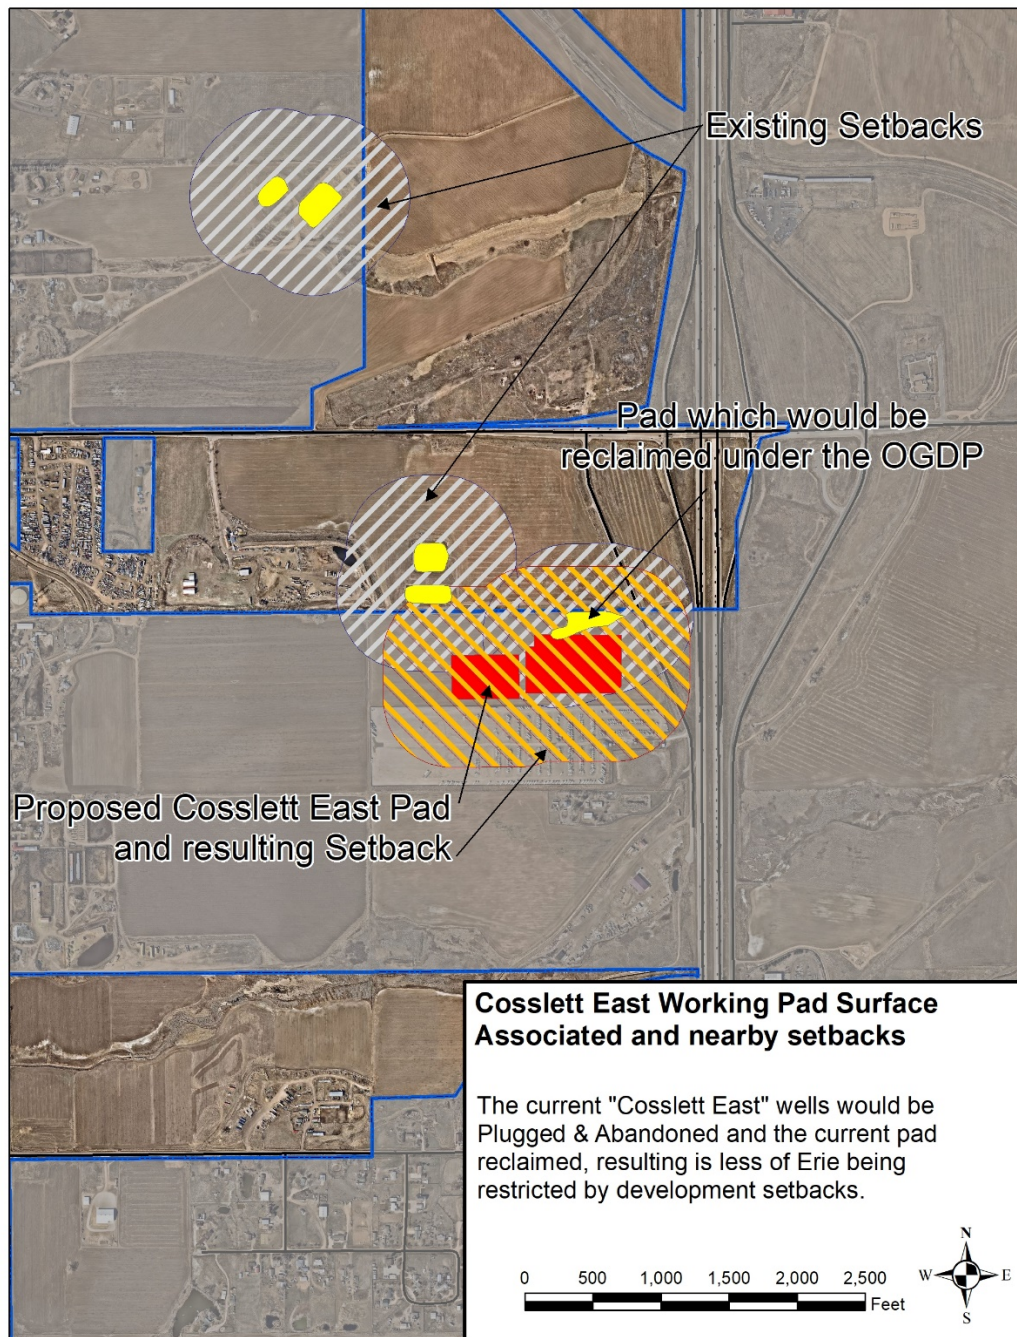 Existing Setbacks
Pad which would be
reclaimed under the OGDP
Proposed Cosslett East Pad
and resulting Setback
Cosslett East Working Pad Surface
Associated and nearby setbacks
The current "Cosslett East" wells would be
Plugged & Abandoned and the current pad
reclaimed, resulting is less of Erie being
restricted by development setbacks.
0 500 1,000 1,500 2,000 2,500
Feet
N
W E
S